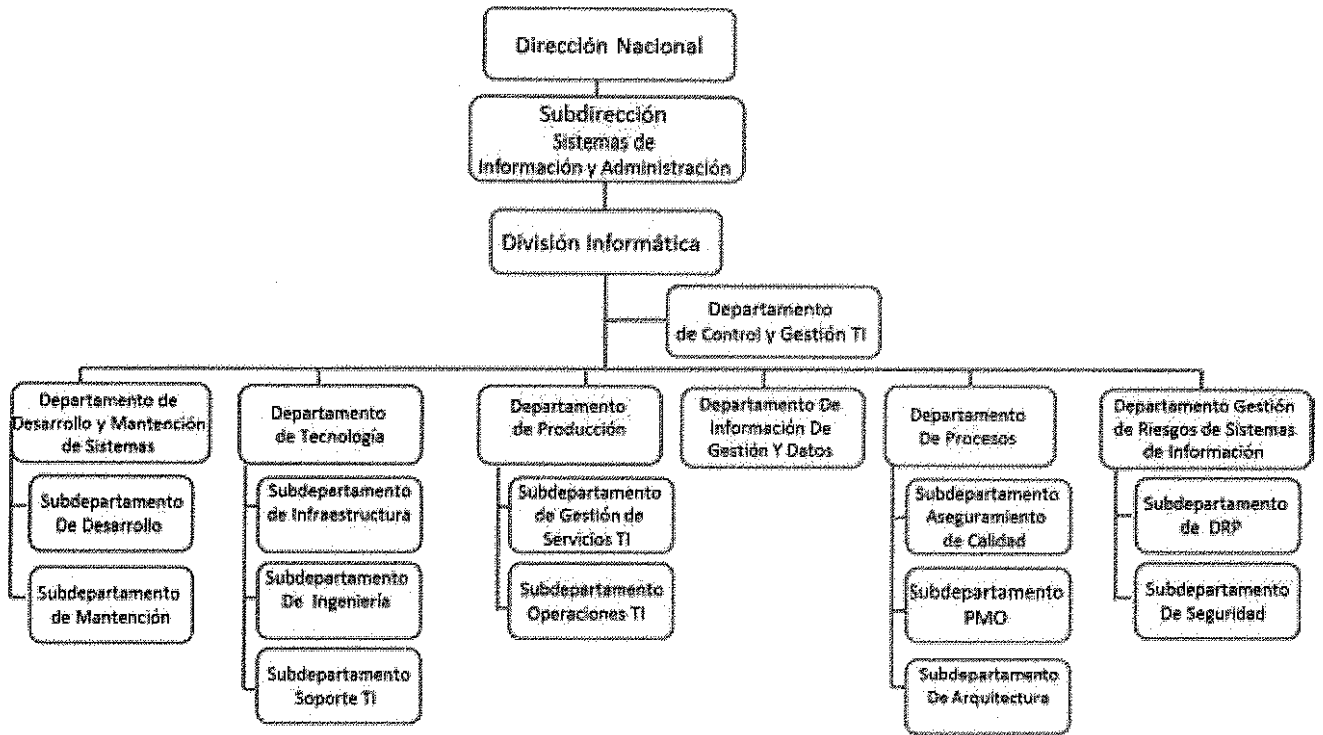 Dirección Nacional
Subdirección
Sistemas de
Información y Administración
División Informática
Departamento
de Control y Gestión TI
Departamento de
Desarrollo y Mantención
de Sistemas
Subdepartamento
De Desarrollo
Subdepartamento
de Mantención
Departamento
de Tecnología
Subdepartamento
de Infraestructura
Subdepartamento
De Ingeniería
Subdepartamento
Soporte TI
Departamento
de Producción
Subdepartamento
de Gestión de
Servicios TI
Subdepartamento
Operaciones TI
Departamento De
Información De
Gestión Y Datos
Departamento
De Procesos
Subdepartamento
Aseguramiento
de Calidad
Subdepartamento
PMO
Subdepartamento
De Arquitectura
Departamento Gestión
de Riesgos de Sistemas
de Información
Subdepartamento
de DRP
Subdepartamento
De Seguridad